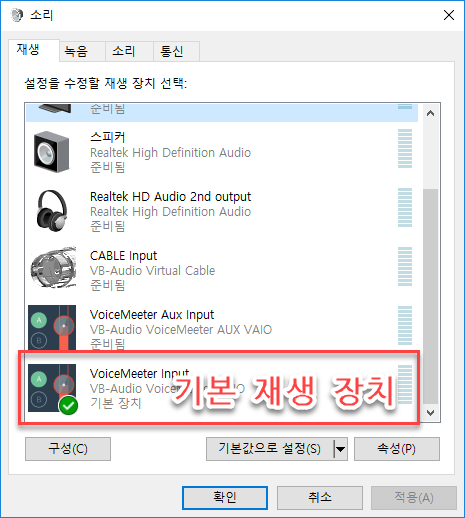 소리
재생 녹음 소리 통신
설정을 수정할 재생 장치 선택:
준비됨
스피커
Realtek High Definition Audio
준비됨
Realtek HD Audio 2nd output
Realtek High Definition Audio
준비됨
CABLE Input
VB-Audio Virtual Cable
준비됨
A
B
VoiceMeeter Aux Input
VB-Audio VoiceMeeter AUX VAIO
준비됨
A
B
VoiceMeeter Input
VB-Audio
기본 장치
기본 재생 장치
구성(C) 기본값으로 설정(S) 속성(P)
확인 취소 적용(A)